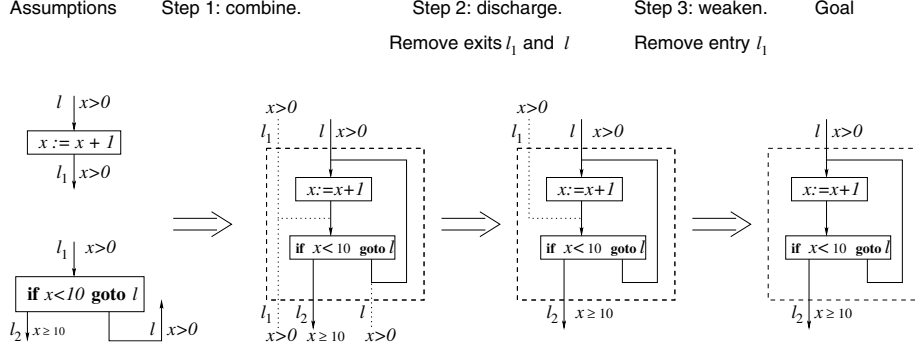 Assumptions Step 1: combine. Step 2: discharge. Step 3: weaken. Goal
Remove exits l₁ and l Remove entry l₁
l x>0
x := x + 1
l₁ x>0
l₁ x>0
if x<10 goto l
l₂ x ≥ 10 l x>0
x>0
l₁ l x>0
x:=x+1
if x< 10 goto l
l₁ l₂ l
x>0 x≥10 x>0
x>0
l₁ l x>0
x:=x+1
if x< 10 goto l
l₂ x ≥ 10
l x>0
x:=x+1
if x< 10 goto l
l₂ x ≥ 10